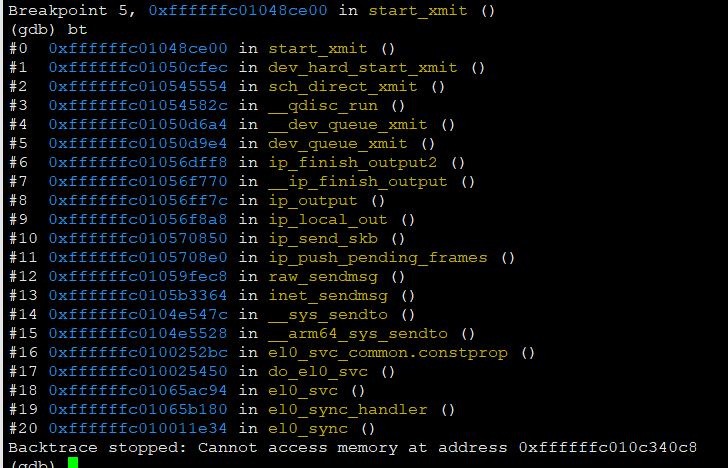 Breakpoint 5, 0xffffffc01048ce00 in start_xmit ()
(gdb) bt
#0  0xffffffc01048ce00 in start_xmit ()
#1  0xffffffc01050cfec in dev_hard_start_xmit ()
#2  0xffffffc010545554 in sch_direct_xmit ()
#3  0xffffffc01054582c in __qdisc_run ()
#4  0xffffffc01050d6a4 in __dev_queue_xmit ()
#5  0xffffffc01050d9e4 in dev_queue_xmit ()
#6  0xffffffc01056dff8 in ip_finish_output2 ()
#7  0xffffffc01056f770 in __ip_finish_output ()
#8  0xffffffc01056ff7c in ip_output ()
#9  0xffffffc01056f8a8 in ip_local_out ()
#10 0xffffffc010570850 in ip_send_skb ()
#11 0xffffffc0105708e0 in ip_push_pending_frames ()
#12 0xffffffc01059fec8 in raw_sendmsg ()
#13 0xffffffc0105b3364 in inet_sendmsg ()
#14 0xffffffc0104e547c in __sys_sendto ()
#15 0xffffffc0104e5528 in __arm64_sys_sendto ()
#16 0xffffffc0100252bc in el0_svc_common.constprop ()
#17 0xffffffc010025450 in do_el0_svc ()
#18 0xffffffc01065ac94 in el0_svc ()
#19 0xffffffc01065b180 in el0_sync_handler ()
#20 0xffffffc010011e34 in el0_sync ()
Backtrace stopped: Cannot access memory at address 0xffffffc010c340c8
(gdb)